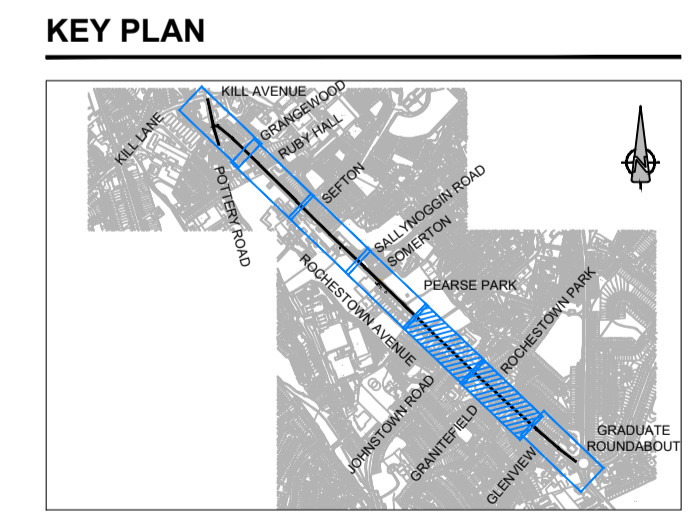 KEY PLAN
KILL AVENUE
GRANGEWOOD
RUBY HALL
KILL LANE
POTTERY ROAD
SEFTON
SALLYNOGGIN ROAD
SOMERTON
ROCHESTOWN AVENUE
PEARSE PARK
ROCHESTOWN PARK
JOHNSTOWN ROAD
GRANITEFIELD
GLENVIEW
GRADUATE
ROUNDABOUT
N